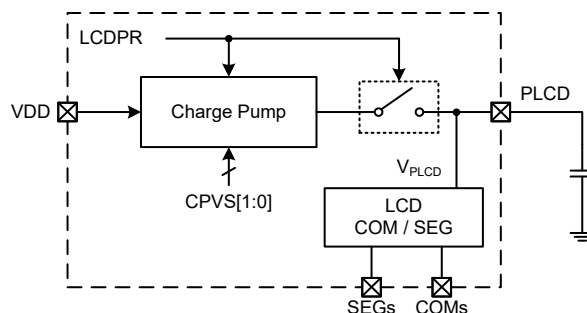 LCDPR
PLCD
VDD
Charge Pump
VPLCD
CPVS[1:0]
LCD
COM / SEG
SEGs COMs